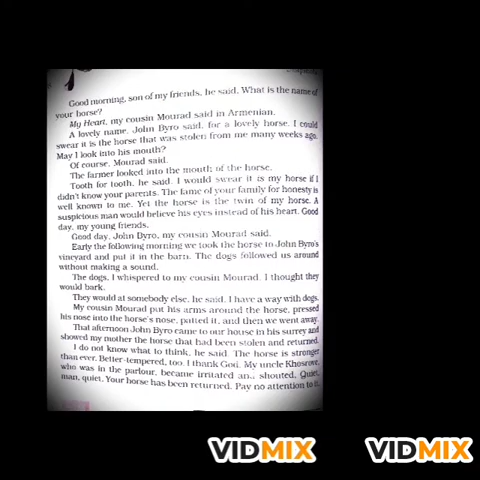 Good morning, son of my friends, he said. What is the name of
your horse?
My Heart, my cousin Mourad said in Armenian.
A lovely name, John Byro said, for a lovely horse. I could
swear it is the horse that was stolen from me many weeks ago.
May I look into his mouth?
Of course, Mourad said.
The farmer looked into the mouth of the horse.
Tooth for tooth, he said. I would swear it is my horse if I
didn't know your parents. The fame of your family for honesty is
well known to me. Yet the horse is the twin of my horse. A
suspicious man would believe his eyes instead of his heart. Good
day, my young friends.
Good day, John Byro, my cousin Mourad said.
Early the following morning we took the horse to John Byro's
vineyard and put it in the barn. The dogs followed us around
without making a sound.
The dogs, I whispered to my cousin Mourad. I thought they
would bark.
They would at somebody else, he said. I have a way with dogs.
My cousin Mourad put his arms around the horse, pressed
his nose into the horse's nose, patted it, and then we went away.
That afternoon John Byro came to our house in his surrey and
showed my mother the horse that had been stolen and returned.
I do not know what to think, he said. The horse is stronger
than ever. Better-tempered, too. I thank God. My uncle Khosrove,
who was in the parlour, became irritated and shouted, Quiet,
man, quiet. Your horse has been returned. Pay no attention to it.
VIDMIX VIDMIX